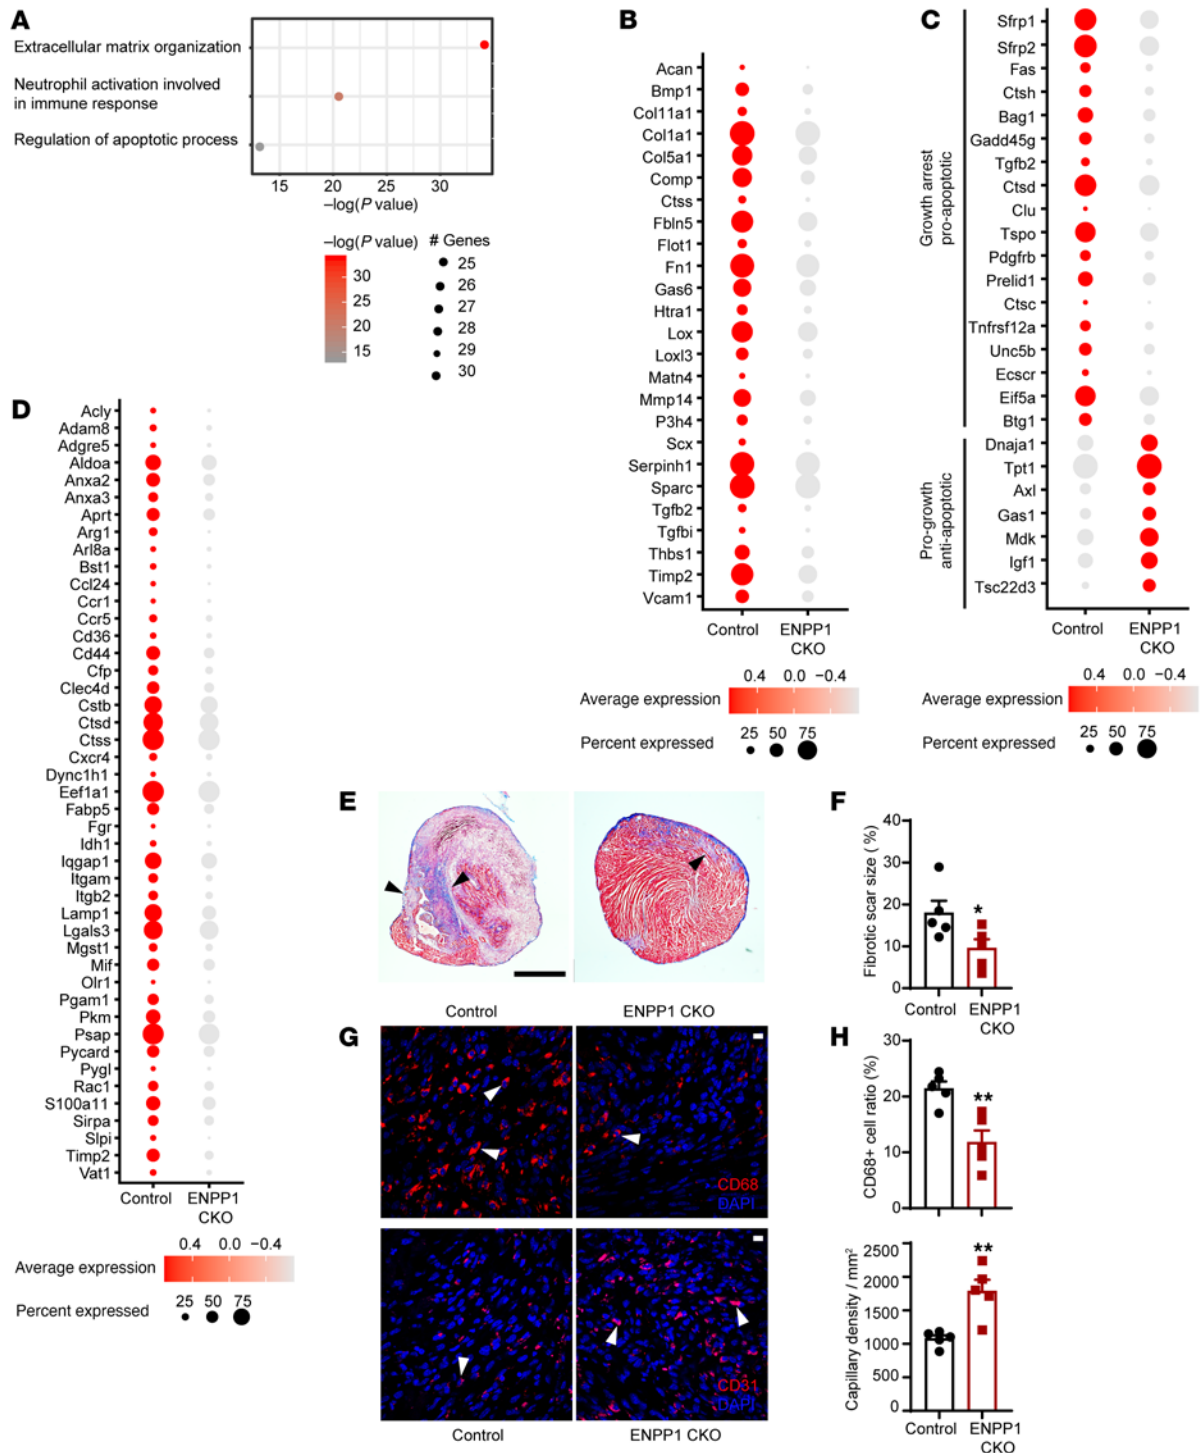 A
Extracellular matrix organization
Neutrophil activation involved
in immune response
Regulation of apoptotic process
15 20 25 30
–log(P value)
–log(P value)
30
25
20
15
# Genes
25
26
27
28
29
30
B
Acan
Bmp1
Col11a1
Col1a1
Col5a1
Comp
Ctss
Fbln5
Flot1
Fn1
Gas6
Htra1
Lox
Loxl3
Matn4
Mmp14
P3h4
Scx
Serpinh1
Sparc
Tgfb2
Tgfbi
Thbs1
Timp2
Vcam1
Control ENPP1
CKO
0.4 0.0 –0.4
Average expression
25 50 75
Percent expressed
C
Growth arrest
pro-apoptotic
Sfrp1
Sfrp2
Fas
Ctsh
Bag1
Gadd45g
Tgfb2
Ctsd
Clu
Tspo
Pdgfrb
Prelid1
Ctsc
Tnfrsf12a
Unc5b
Ecscr
Eif5a
Btg1
Pro-growth
anti-apoptotic
Dnaja1
Tpt1
Axl
Gas1
Mdk
Igf1
Tsc22d3
Control ENPP1
CKO
0.4 0.0 –0.4
Average expression
25 50 75
Percent expressed
D
Acly
Adam8
Adgre5
Aldoa
Anxa2
Anxa3
Aprt
Arg1
Arl8a
Bst1
Ccl24
Ccr1
Ccr5
Cd36
Cd44
Cfp
Clec4d
Cstb
Ctsd
Ctss
Cxcr4
Dync1h1
Eef1a1
Fabp5
Fgr
Idh1
Iqgap1
Itgam
Itgb2
Lamp1
Lgals3
Mgst1
Mif
Olr1
Pgam1
Pkm
Psap
Pycard
Pygl
Rac1
S100a11
Sirpa
Slpi
Timp2
Vat1
Control ENPP1
CKO
0.4 0.0 –0.4
Average expression
25 50 75
Percent expressed
E
Control ENPP1 CKO
F
Fibrotic scar size (%)
40
30
20
10
0
*
Control ENPP1
CKO
G
CD68
DAPI
CD31
DAPI
Control ENPP1 CKO
H
CD68+ cell ratio (%)
30
20
10
0
**
Capillary density / mm²
2500
2000
1500
1000
500
0
**
Control ENPP1
CKO